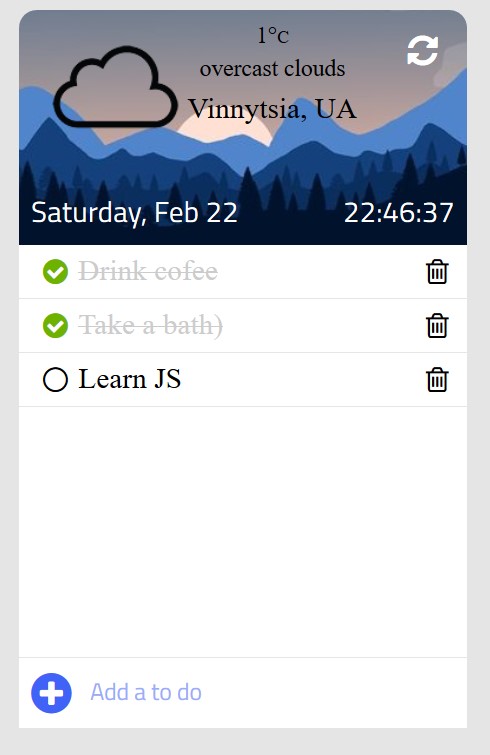 1°C
overcast clouds
Vinnytsia, UA
Saturday, Feb 22 22:46:37
Drink cofee
Take a bath)
Learn JS
Add a to do